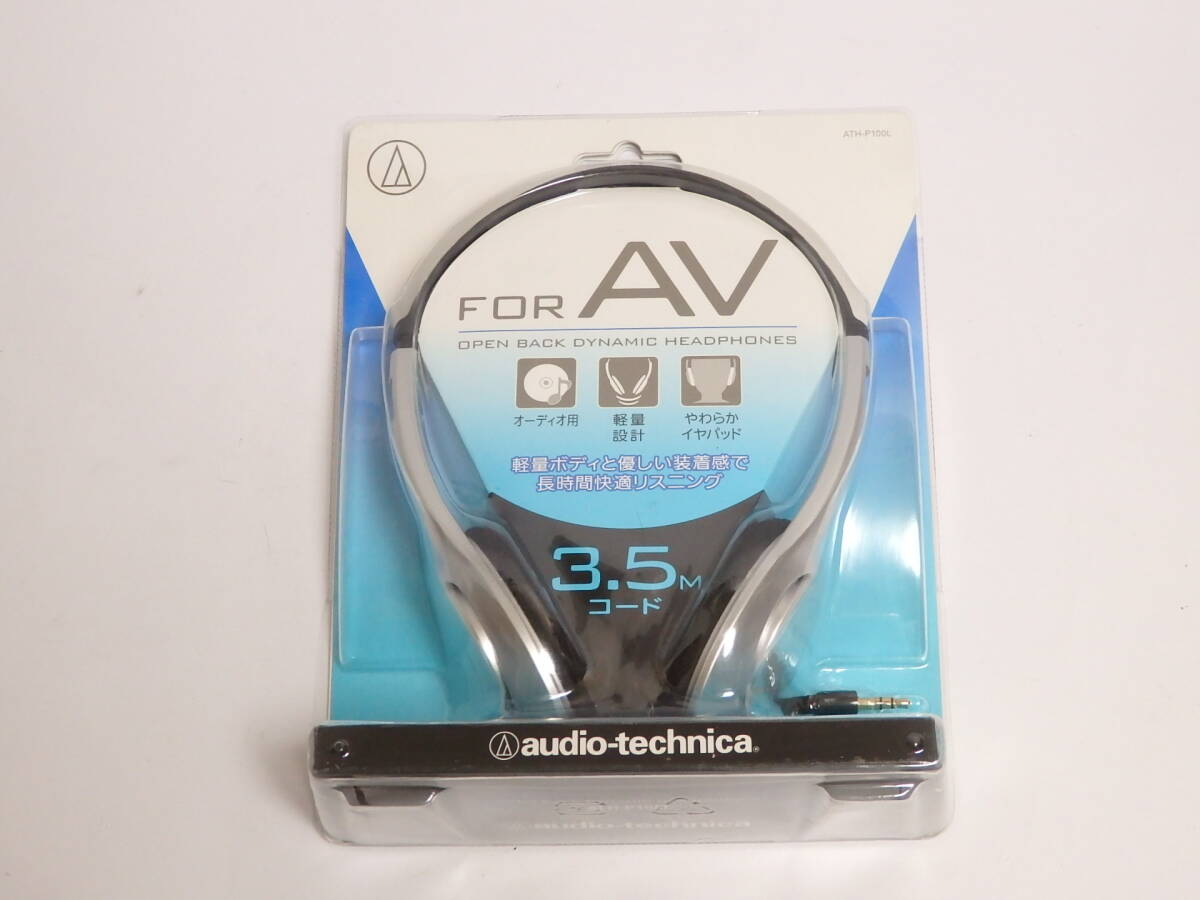 ATH-P100L
FOR AV
OPEN BACK DYNAMIC HEADPHONES
オーディオ用
軽量
設計
やわらか
イヤパッド
軽量ボディと優しい装着感で
長時間快適リスニング
3.5M
コード
audio-technica®
audio-technica